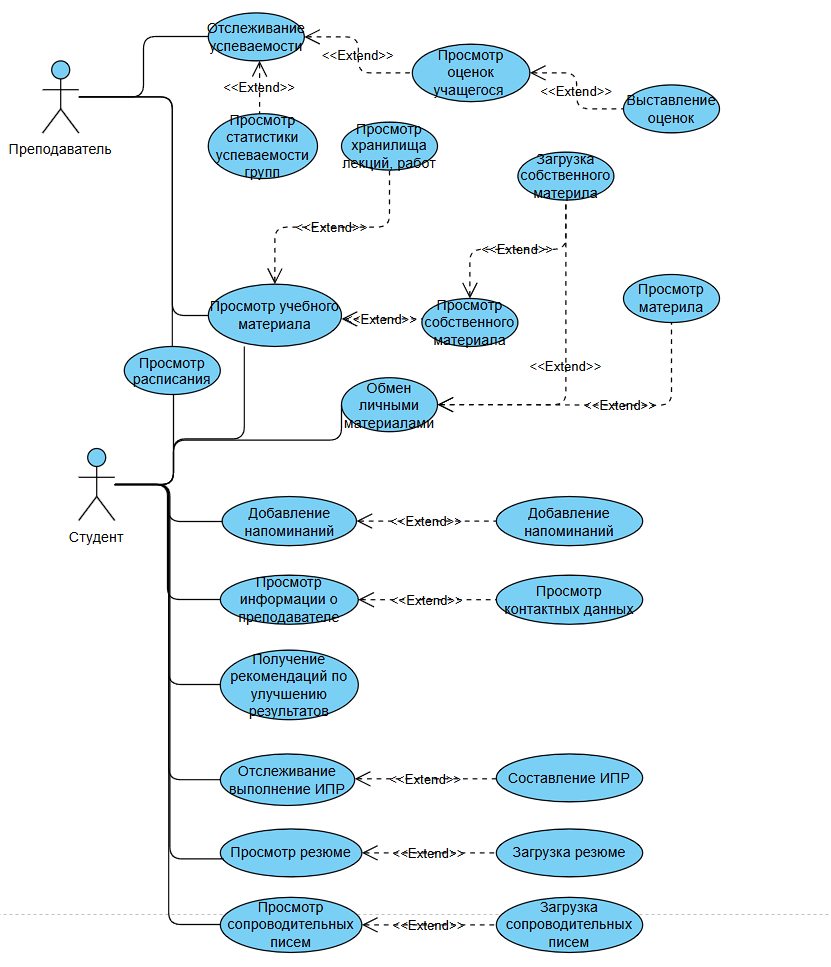 Отслеживание
успеваемости
<<Extend>>
Просмотр
оценок
учащегося
<<Extend>>
Выставление
оценок
Преподаватель
<<Extend>>
Просмотр
статистики
успеваемости
групп
Просмотр
хранилища
лекций, работ
Загрузка
собственного
материла
<<Extend>>
<<Extend>>
Просмотр учебного
материала
<<Extend>>
Просмотр
собственного
материала
Просмотр
материла
Просмотр
расписания
<<Extend>>
Обмен
личными
материалами
<<Extend>>
Студент
Добавление
напоминаний
<<Extend>>
Добавление
напоминаний
Просмотр
информации о
преподавателе
<<Extend>>
Просмотр
контактных данных
Получение
рекомендаций по
улучшению
результатов
Отслеживание
выполнение ИПР
<<Extend>>
Составление ИПР
Просмотр резюме
<<Extend>>
Загрузка резюме
Просмотр
сопроводительных
писем
<<Extend>>
Загрузка
сопроводительных
писем